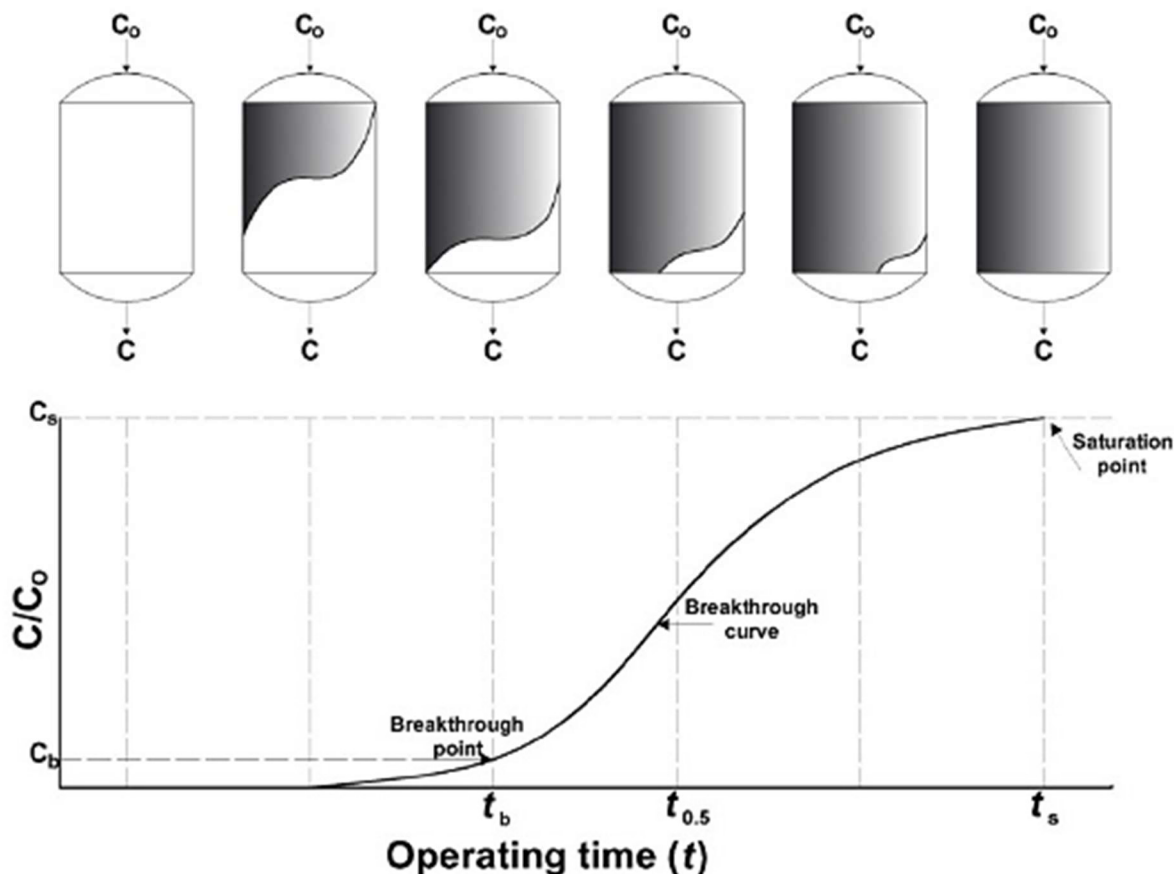 Co Co Co Co Co Co
C C C C C C
Cs
Saturation
point
C/Co
Breakthrough
curve
Breakthrough
point
Cb
tb t0.5 ts
Operating time (t)